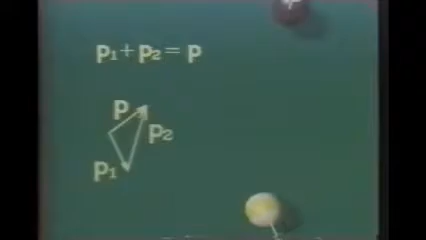 p₁ + p₂ = p
p
p₂
p₁